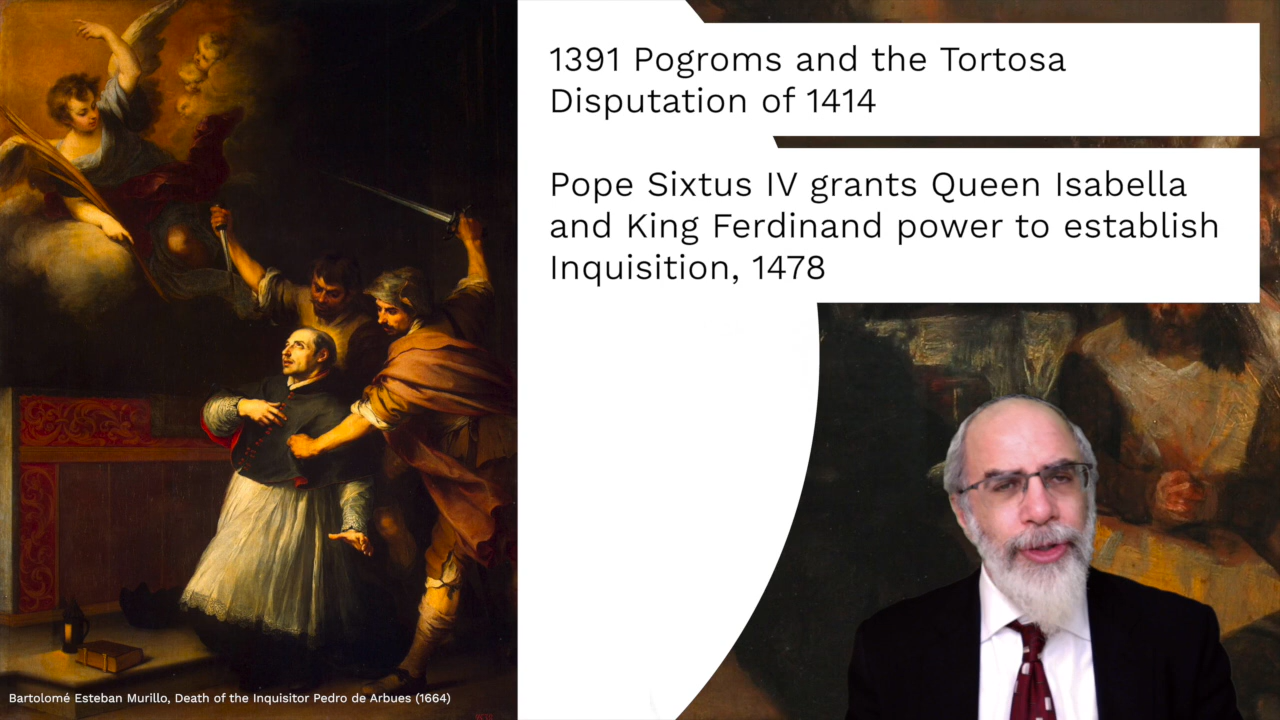 1391 Pogroms and the Tortosa
Disputation of 1414
Pope Sixtus IV grants Queen Isabella
and King Ferdinand power to establish
Inquisition, 1478
Bartolomé Esteban Murillo, Death of the Inquisitor Pedro de Arbues (1664)